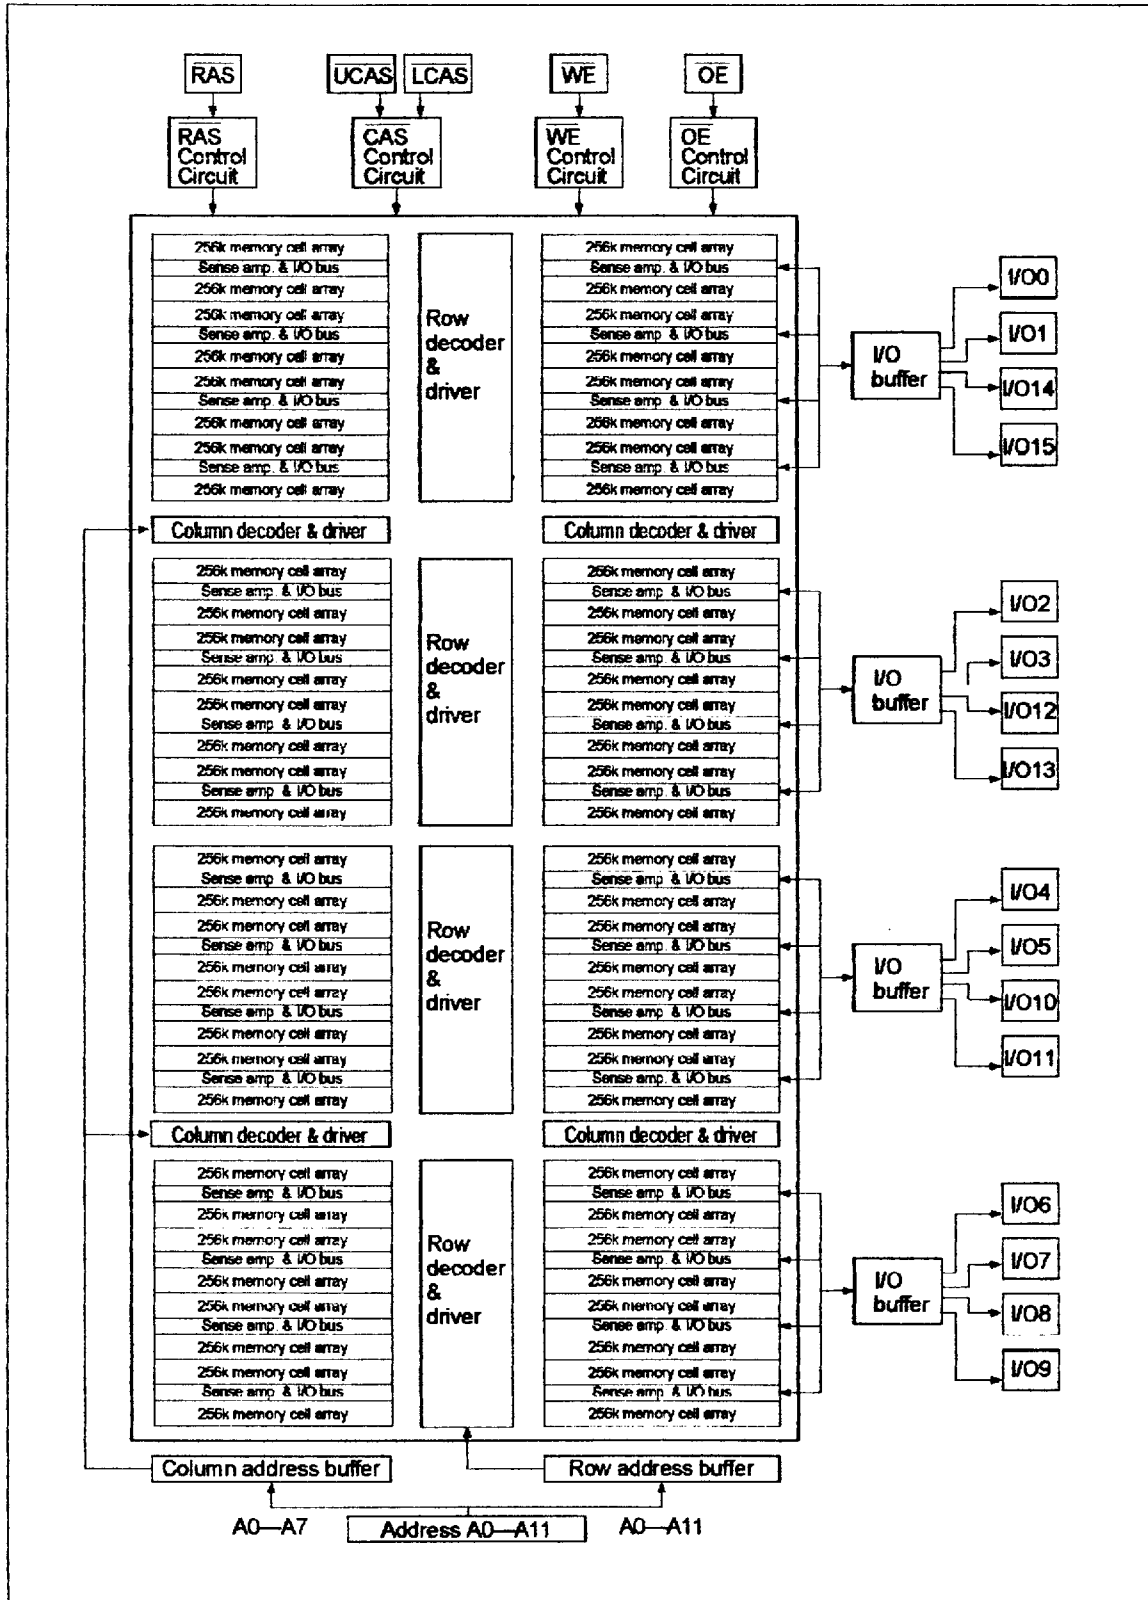 RAS
UCAS
LCAS
WE
OE
RAS
Control
Circuit
CAS
Control
Circuit
WE
Control
Circuit
OE
Control
Circuit
256k memory cell array
Sense amp. & I/O bus
256k memory cell array
256k memory cell array
Sense amp. & I/O bus
256k memory cell array
256k memory cell array
Sense amp. & I/O bus
256k memory cell array
256k memory cell array
Sense amp. & I/O bus
256k memory cell array
Row
decoder
&
driver
256k memory cell array
Sense amp. & I/O bus
256k memory cell array
256k memory cell array
Sense amp. & I/O bus
256k memory cell array
256k memory cell array
Sense amp. & I/O bus
256k memory cell array
256k memory cell array
Sense amp. & I/O bus
256k memory cell array
I/O
buffer
I/O0
I/O1
I/O14
I/O15
Column decoder & driver
Column decoder & driver
256k memory cell array
Sense amp. & I/O bus
256k memory cell array
256k memory cell array
Sense amp. & I/O bus
256k memory cell array
256k memory cell array
Sense amp. & I/O bus
256k memory cell array
256k memory cell array
Sense amp. & I/O bus
256k memory cell array
Row
decoder
&
driver
256k memory cell array
Sense amp. & I/O bus
256k memory cell array
256k memory cell array
Sense amp. & I/O bus
256k memory cell array
256k memory cell array
Sense amp. & I/O bus
256k memory cell array
256k memory cell array
Sense amp. & I/O bus
256k memory cell array
I/O
buffer
I/O2
I/O3
I/O12
I/O13
256k memory cell array
Sense amp. & I/O bus
256k memory cell array
256k memory cell array
Sense amp. & I/O bus
256k memory cell array
256k memory cell array
Sense amp. & I/O bus
256k memory cell array
256k memory cell array
Sense amp. & I/O bus
256k memory cell array
Row
decoder
&
driver
256k memory cell array
Sense amp. & I/O bus
256k memory cell array
256k memory cell array
Sense amp. & I/O bus
256k memory cell array
256k memory cell array
Sense amp. & I/O bus
256k memory cell array
256k memory cell array
Sense amp. & I/O bus
256k memory cell array
I/O
buffer
I/O4
I/O5
I/O10
I/O11
Column decoder & driver
Column decoder & driver
256k memory cell array
Sense amp. & I/O bus
256k memory cell array
256k memory cell array
Sense amp. & I/O bus
256k memory cell array
256k memory cell array
Sense amp. & I/O bus
256k memory cell array
256k memory cell array
Sense amp. & I/O bus
256k memory cell array
Row
decoder
&
driver
256k memory cell array
Sense amp. & I/O bus
256k memory cell array
256k memory cell array
Sense amp. & I/O bus
256k memory cell array
256k memory cell array
Sense amp. & I/O bus
256k memory cell array
256k memory cell array
Sense amp. & I/O bus
256k memory cell array
I/O
buffer
I/O6
I/O7
I/O8
I/O9
Column address buffer
Row address buffer
A0—A7
Address A0—A11
A0—A11